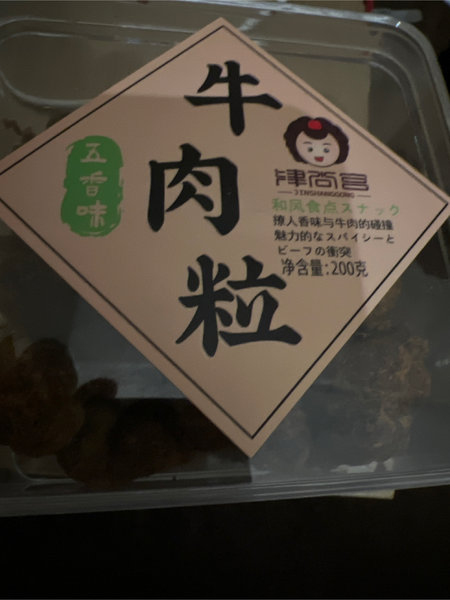 牛肉粒
五香味
津尚宫
JINSHANGGONG
和风食点スナック
撩人香味与牛肉的碰撞
魅力的なスパイシーと
ビーフの衝突
净含量:200克